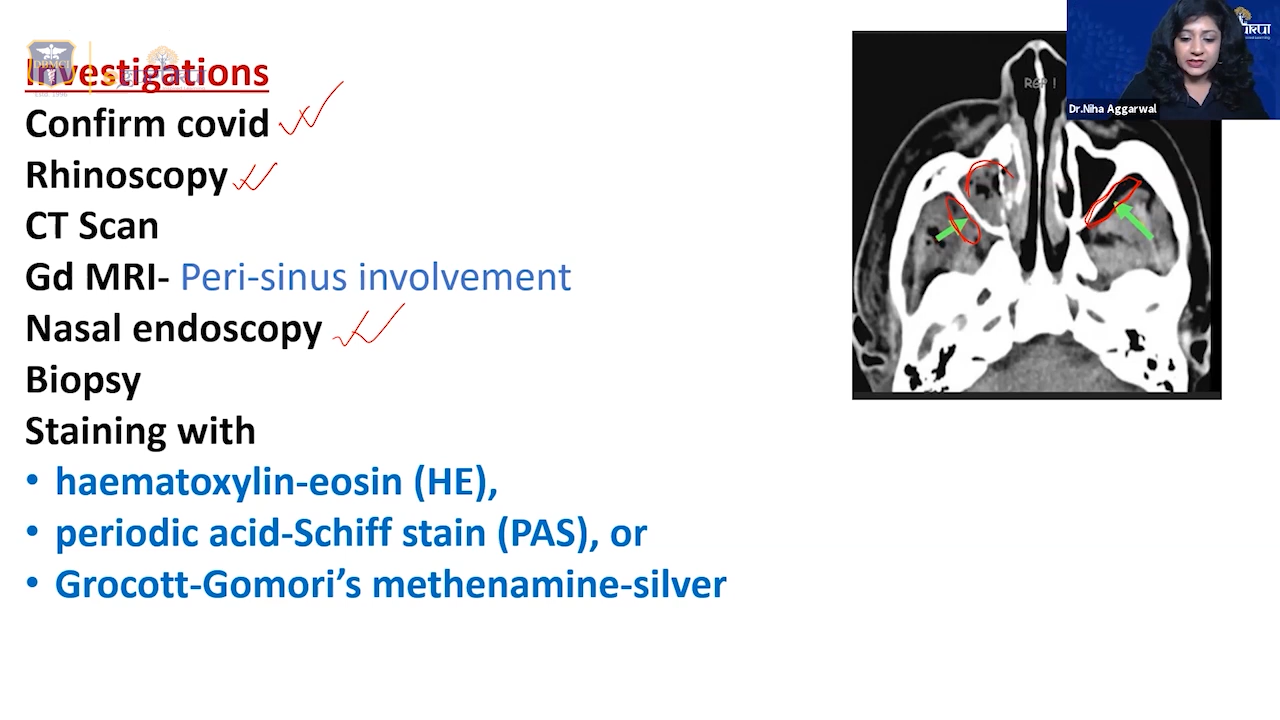 Investigations
Confirm covid
Rhinoscopy
CT Scan
Gd MRI- Peri-sinus involvement
Nasal endoscopy
Biopsy
Staining with
• haematoxylin-eosin (HE),
• periodic acid-Schiff stain (PAS), or
• Grocott-Gomori’s methenamine-silver
Dr.Niha Aggarwal